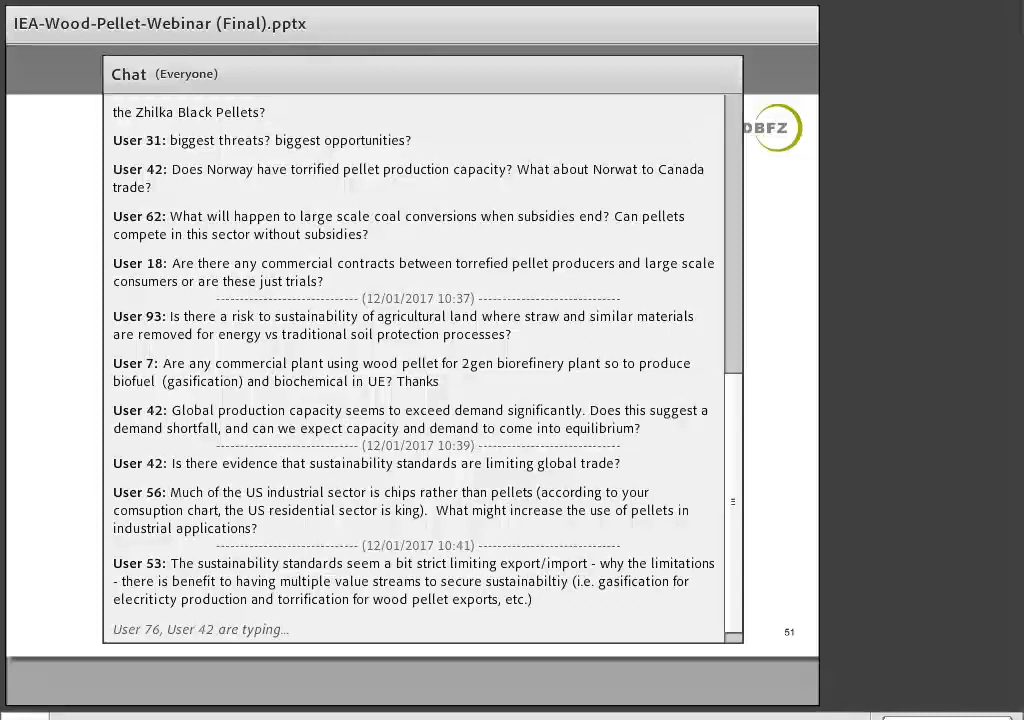 IEA-Wood-Pellet-Webinar (Final).pptx
Chat (Everyone)
DBFZ
the Zhilka Black Pellets?
User 31: biggest threats? biggest opportunities?
User 42: Does Norway have torrified pellet production capacity? What about Norwat to Canada
trade?
User 62: What will happen to large scale coal conversions when subsidies end? Can pellets
compete in this sector without subsidies?
User 18: Are there any commercial contracts between torrefied pellet producers and large scale
consumers or are these just trials?
----------------------------- (12/01/2017 10:37) -----------------------------
User 93: Is there a risk to sustainability of agricultural land where straw and similar materials
are removed for energy vs traditional soil protection processes?
User 7: Are any commercial plant using wood pellet for 2gen biorefinery plant so to produce
biofuel (gasification) and biochemical in UE? Thanks
User 42: Global production capacity seems to exceed demand significantly. Does this suggest a
demand shortfall, and can we expect capacity and demand to come into equilibrium?
----------------------------- (12/01/2017 10:39) -----------------------------
User 42: Is there evidence that sustainability standards are limiting global trade?
User 56: Much of the US industrial sector is chips rather than pellets (according to your
comsuption chart, the US residential sector is king). What might increase the use of pellets in
industrial applications?
----------------------------- (12/01/2017 10:41) -----------------------------
User 53: The sustainability standards seem a bit strict limiting export/import - why the limitations
- there is benefit to having multiple value streams to secure sustainabiltiy (i.e. gasification for
elecriticty production and torrification for wood pellet exports, etc.)
User 76, User 42 are typing...
51